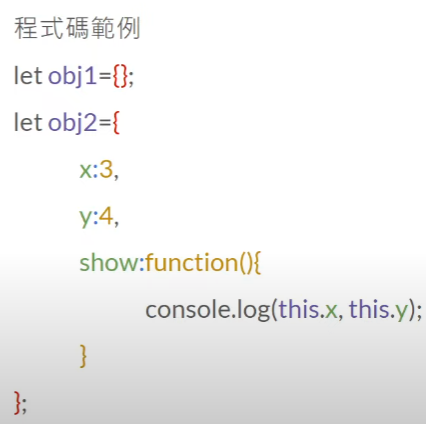 程式碼範例
let obj1={};
let obj2={
x:3,
y:4,
show:function(){
console.log(this.x, this.y);
}
};